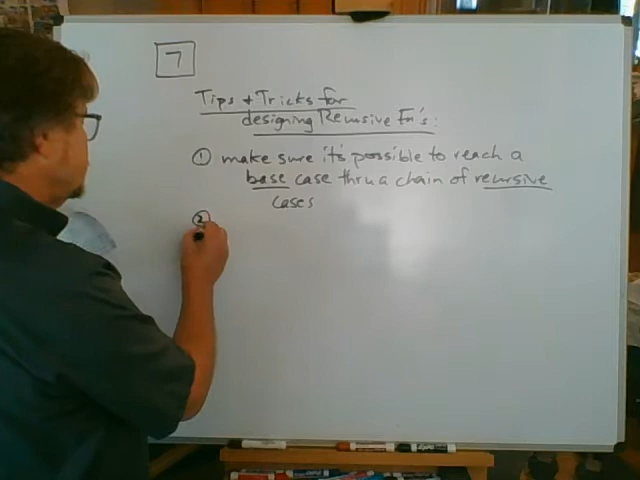 7
Tips + Tricks for
designing Recursive Fn's:
① make sure it's possible to reach a
base case thru a chain of recursive
cases
②